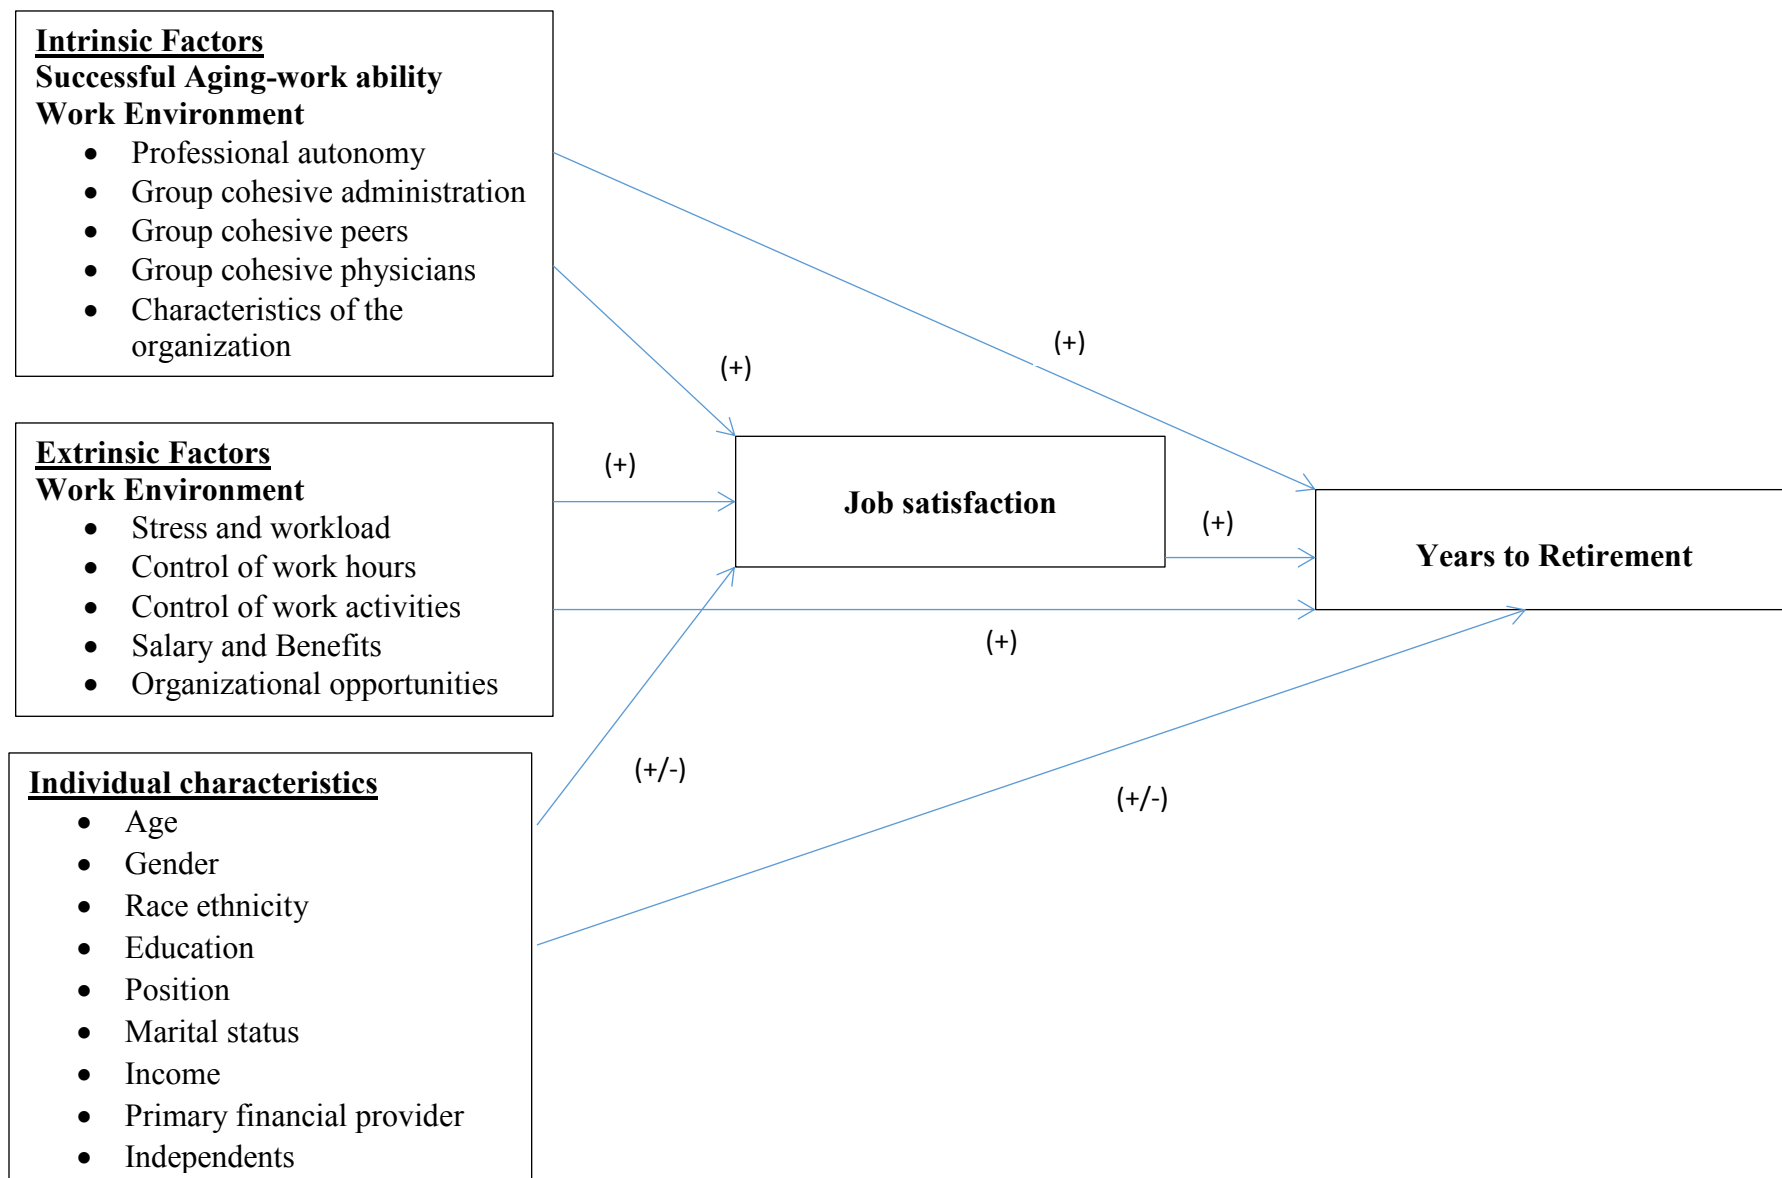 Intrinsic Factors
Successful Aging-work ability
Work Environment
• Professional autonomy
• Group cohesive administration
• Group cohesive peers
• Group cohesive physicians
• Characteristics of the
organization
(+)
(+)
Extrinsic Factors
Work Environment
• Stress and workload
• Control of work hours
• Control of work activities
• Salary and Benefits
• Organizational opportunities
(+)
Job satisfaction
(+)
Years to Retirement
(+)
Individual characteristics
• Age
• Gender
• Race ethnicity
• Education
• Position
• Marital status
• Income
• Primary financial provider
• Independents
(+/-)
(+/-)